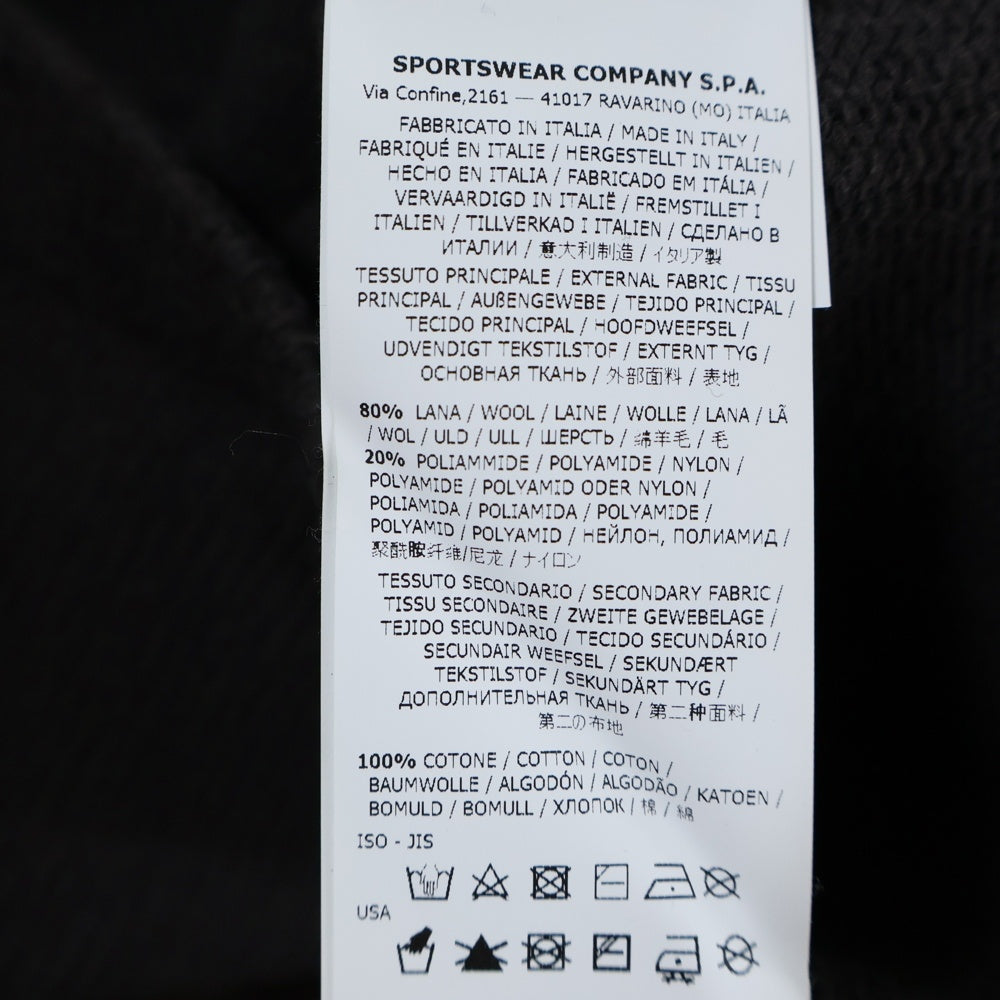 SPORTSWEAR COMPANY S.P.A.
Via Confine,2161 — 41017 RAVARINO (MO) ITALIA
FABBRICATO IN ITALIA / MADE IN ITALY /
FABRIQUÉ EN ITALIE / HERGESTELLT IN ITALIEN /
HECHO EN ITALIA / FABRICADO EM ITÁLIA /
VERVAARDIGD IN ITALIË / FREMSTILLET I
ITALIEN / TILLVERKAD I ITALIEN / СДЕЛАНО В
ИТАЛИИ / 意大利制造 / イタリア製
TESSUTO PRINCIPALE / EXTERNAL FABRIC / TISSU
PRINCIPAL / AUßENGEWEBE / TEJIDO PRINCIPAL /
TECIDO PRINCIPAL / HOOFDWEEFSEL /
UDVENDIGT TEKSTILSTOF / EXTERNT TYG /
ОСНОВНАЯ ТКАНЬ / 外部面料 / 表地
80% LANA / WOOL / LAINE / WOLLE / LANA / LÃ
/ WOL / ULD / ULL / ШЕРСТЬ / 绵羊毛 / 毛
20% POLIAMMIDE / POLYAMIDE / NYLON /
POLYAMIDE / POLYAMID ODER NYLON /
POLIAMIDA / POLIAMIDA / POLYAMIDE /
POLYAMID / POLYAMID / НЕЙЛОН, ПОЛИАМИД /
聚酰胺纤维/尼龙 / ナイロン
TESSUTO SECONDARIO / SECONDARY FABRIC /
TISSU SECONDAIRE / ZWEITE GEWEBELAGE /
TEJIDO SECUNDARIO / TECIDO SECUNDÁRIO /
SECUNDAIR WEEFSEL / SEKUNDÆRT
TEKSTILSTOF / SEKUNDÄRT TYG /
ДОПОЛНИТЕЛЬНАЯ ТКАНЬ / 第二种面料 /
第二の布地
100% COTONE / COTTON / COTON /
BAUMWOLLE / ALGODÓN / ALGODÃO / KATOEN /
BOMULD / BOMULL / ХЛОПОК / 棉 / 綿
ISO - JIS
USA